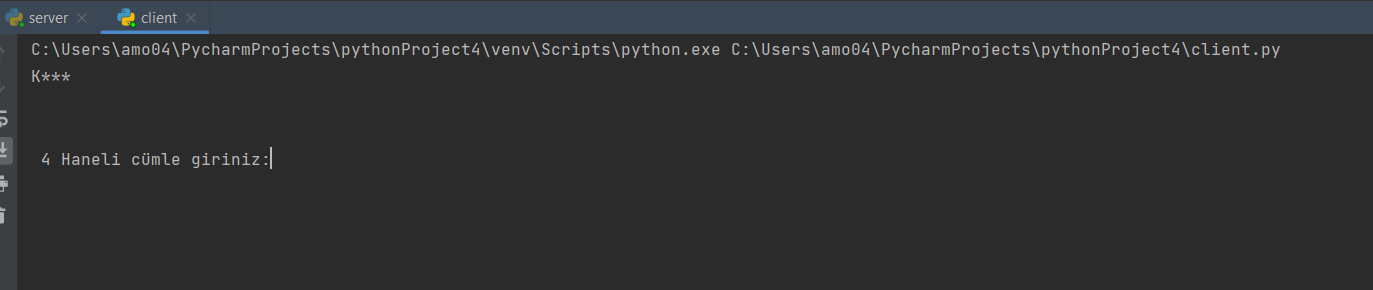 server
client
C:\Users\amo04\PycharmProjects\pythonProject4\venv\Scripts\python.exe C:\Users\amo04\PycharmProjects\pythonProject4\client.py
K***
4 Haneli cümle giriniz: